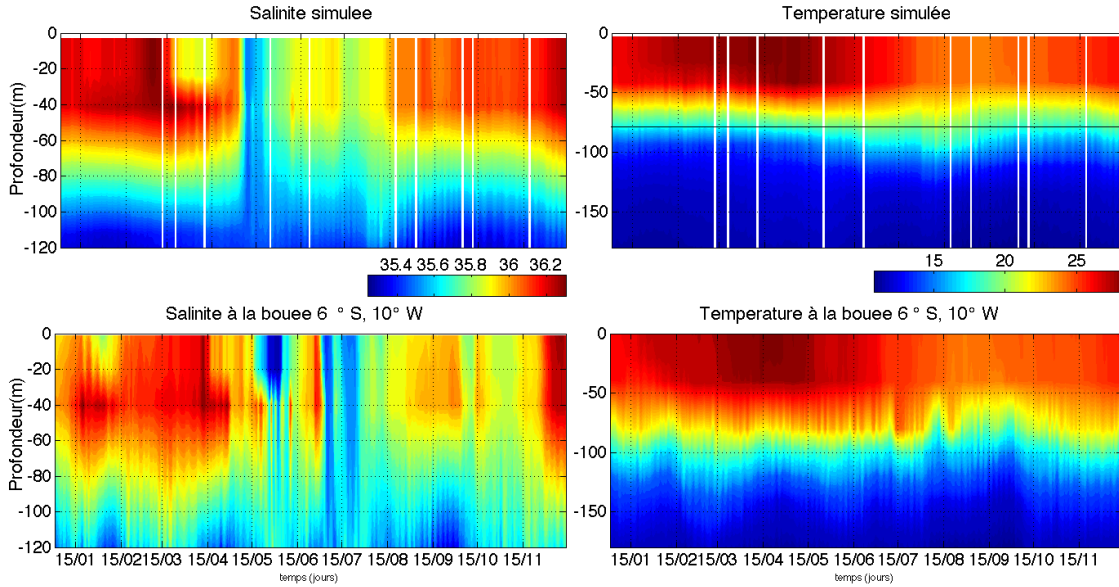 Salinite simulee
Temperature simulée
0
-20
-40
-60
-80
-100
-120
Profondeur(m)
0
-50
-100
-150
35.4 35.6 35.8 36 36.2
15 20 25
Salinite à la bouee 6 ° S, 10° W
Temperature à la bouee 6 ° S, 10° W
0
-20
-40
-60
-80
-100
-120
Profondeur(m)
0
-50
-100
-150
15/01 15/02 15/03 15/04 15/05 15/06 15/07 15/08 15/09 15/10 15/11
15/01 15/02 15/03 15/04 15/05 15/06 15/07 15/08 15/09 15/10 15/11
temps (jours)
temps (jours)